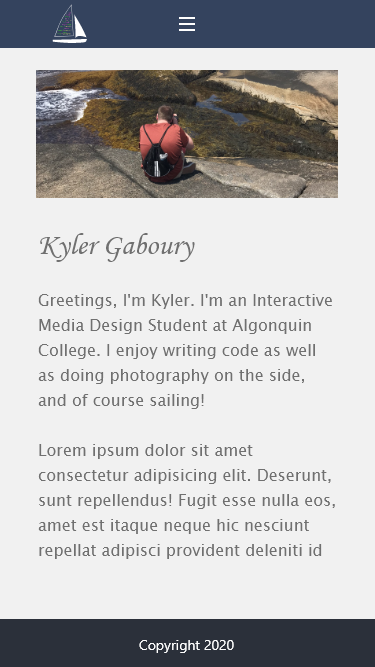 Kyler Gaboury
Greetings, I'm Kyler. I'm an Interactive
Media Design Student at Algonquin
College. I enjoy writing code as well
as doing photography on the side,
and of course sailing!
Lorem ipsum dolor sit amet
consectetur adipisicing elit. Deserunt,
sunt repellendus! Fugit esse nulla eos,
amet est itaque neque hic nesciunt
repellat adipisci provident deleniti id
Copyright 2020